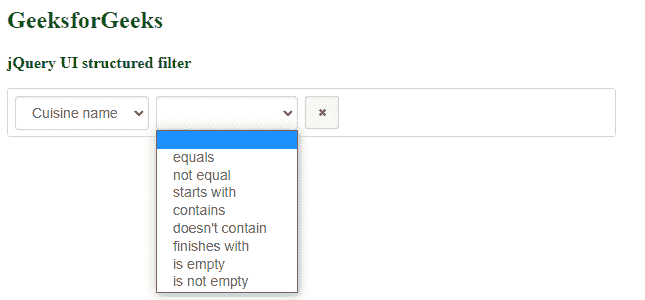 GeeksforGeeks
jQuery UI structured filter
Cuisine name
equals
not equal
starts with
contains
doesn't contain
finishes with
is empty
is not empty